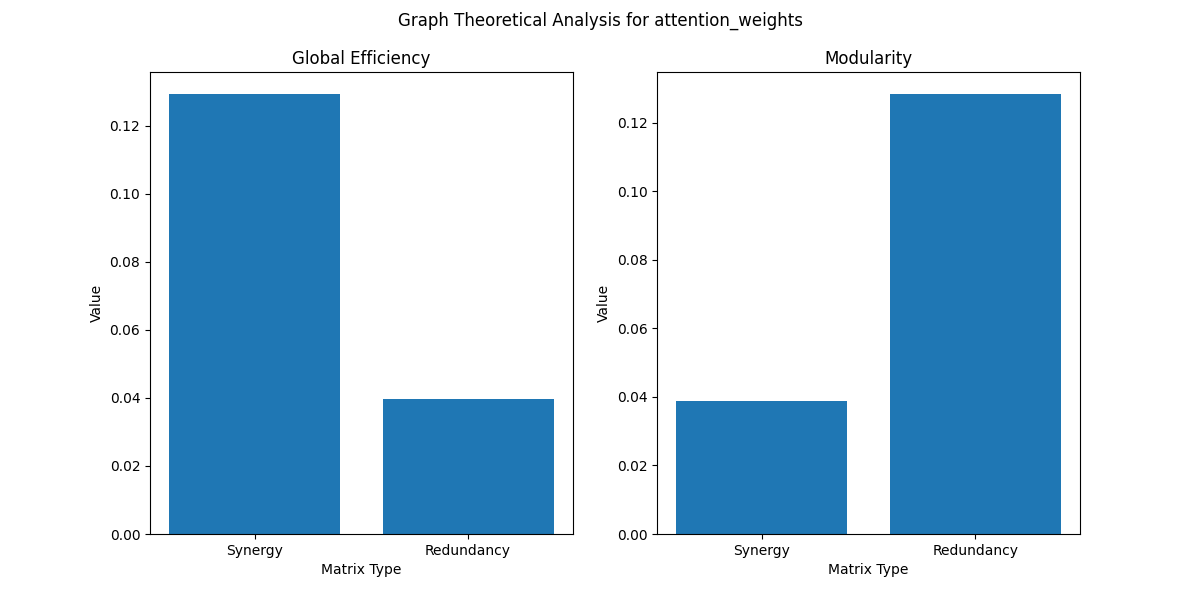 Graph Theoretical Analysis for attention_weights
Global Efficiency
0.12
0.10
0.08
0.06
0.04
0.02
0.00
Value
Synergy Redundancy
Matrix Type
Modularity
0.12
0.10
0.08
0.06
0.04
0.02
0.00
Value
Synergy Redundancy
Matrix Type